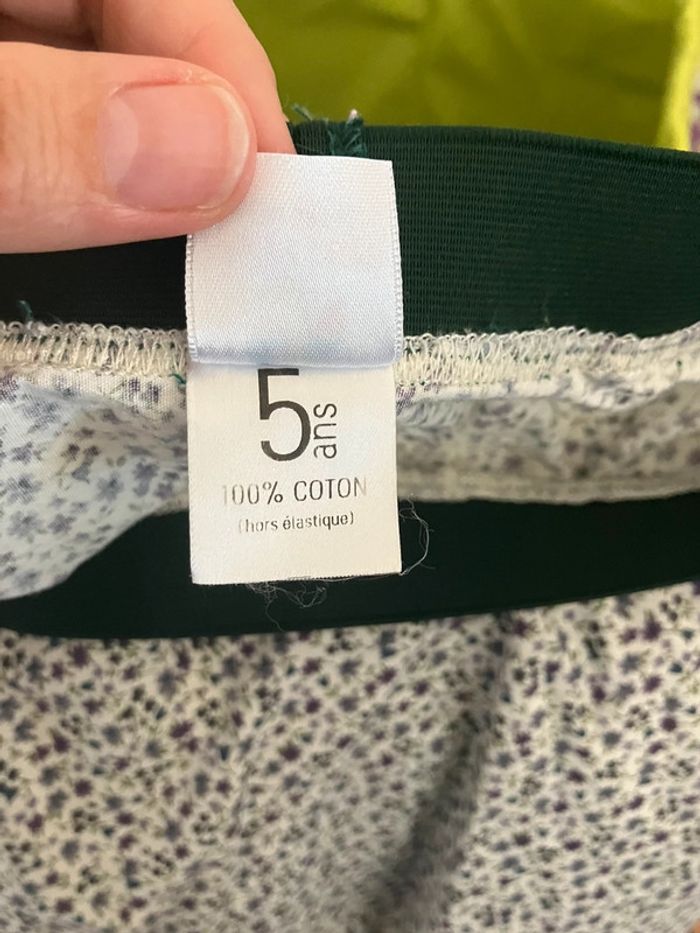 5 ans
100% COTON
(hors élastique)